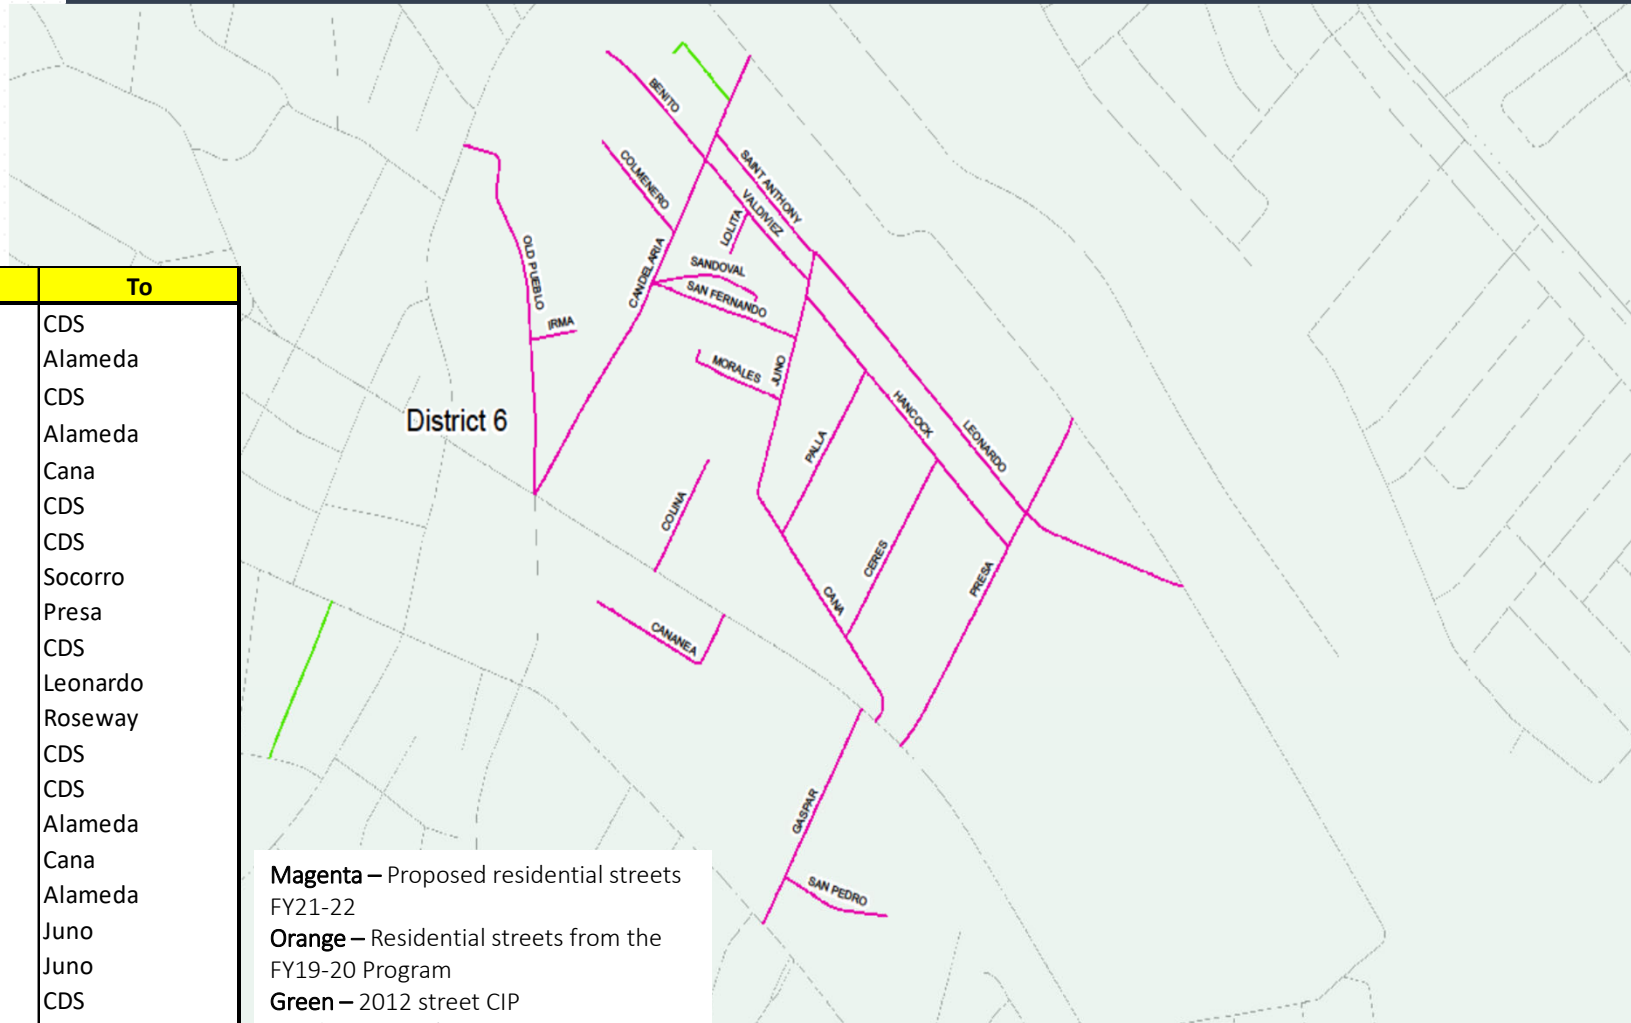 To
CDS
Alameda
CDS
Alameda
Cana
CDS
CDS
Socorro
Presa
CDS
Leonardo
Roseway
CDS
CDS
Alameda
Cana
Alameda
Juno
Juno
CDS
BENITO
COLMENERO
SAINT ANTHONY
VALDIVIEZ
LOLITA
OLD PUEBLO
CANDELARIA
SANDOVAL
SAN FERNANDO
IRMA
MORALES
JUNO
District 6
HANCOCK
LEONARDO
PALLA
COLINA
CERES
PRESA
CANA
CANANEA
GASPAR
SAN PEDRO
Magenta – Proposed residential streets
FY21-22
Orange – Residential streets from the
FY19-20 Program
Green – 2012 street CIP